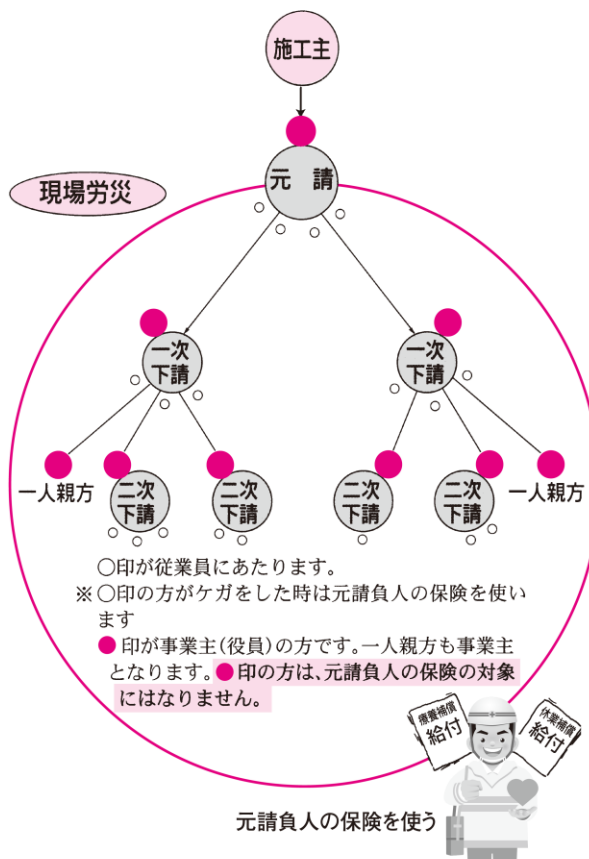 施工主
元　請
現場労災
一次
下請
一次
下請
一人親方
二次
下請
二次
下請
二次
下請
二次
下請
一人親方
○印が従業員にあたります。
※○印の方がケガをした時は元請負人の保険を使い
ます
●印が事業主(役員)の方です。一人親方も事業主
となります。●印の方は、元請負人の保険の対象
にはなりません。
療養補償
給付
休業補償
給付
元請負人の保険を使う